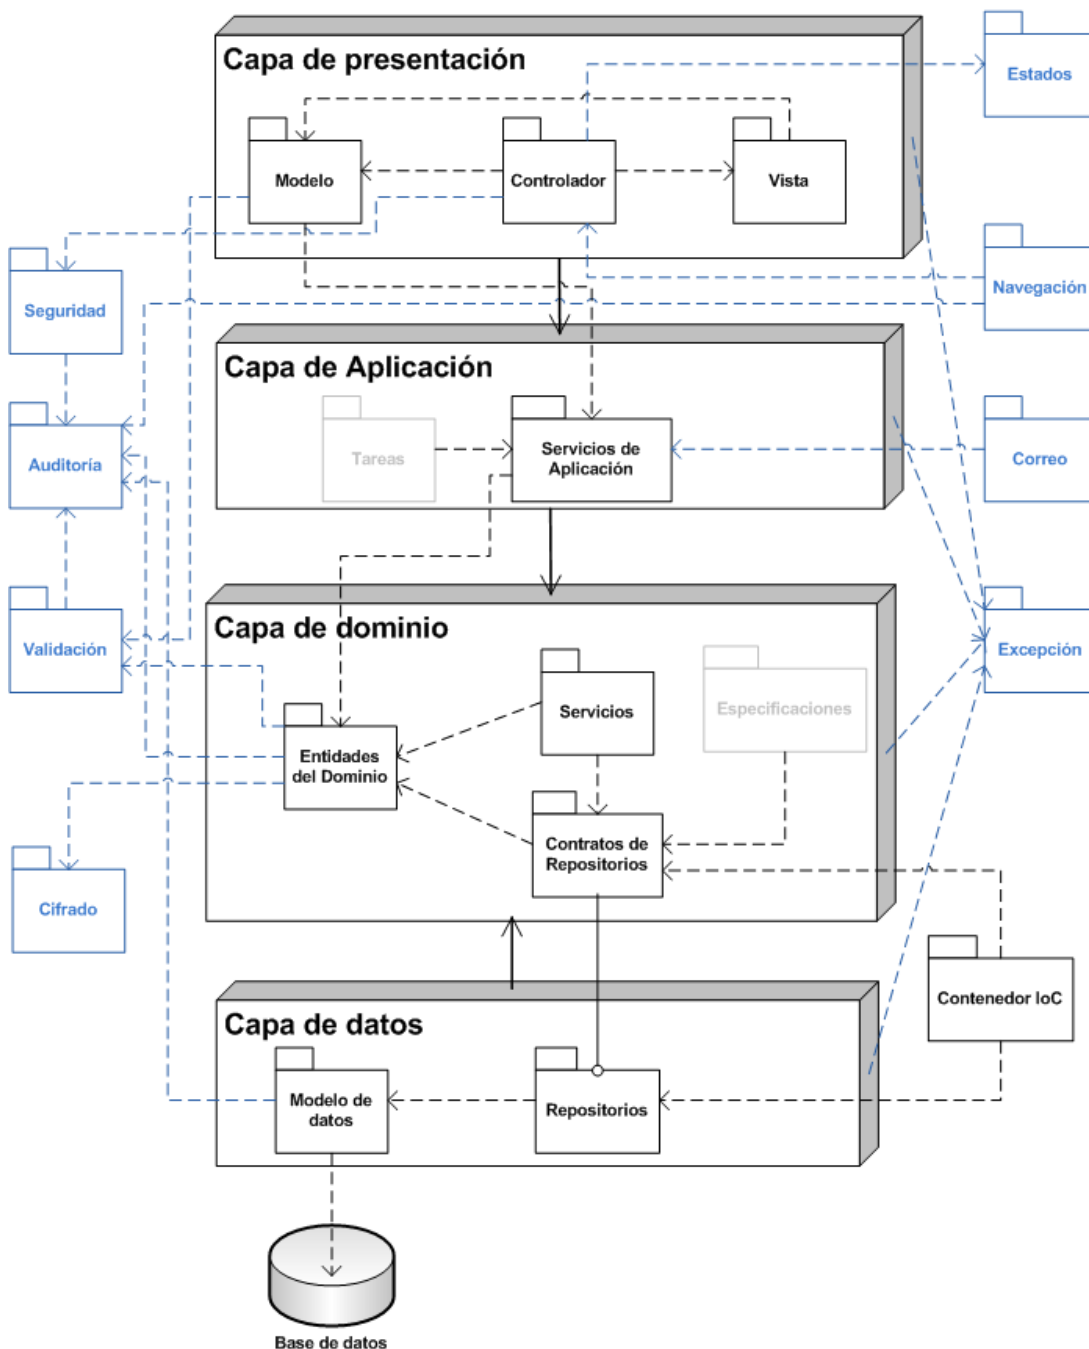 Capa de presentación
Estados
Modelo
Controlador
Vista
Seguridad
Navegación
Capa de Aplicación
Tareas
Servicios de
Aplicación
Auditoría
Correo
Capa de dominio
Validación
Servicios
Especificaciones
Excepción
Entidades
del Dominio
Contratos de
Repositorios
Cifrado
Contenedor IoC
Capa de datos
Modelo de
datos
Repositorios
Base de datos